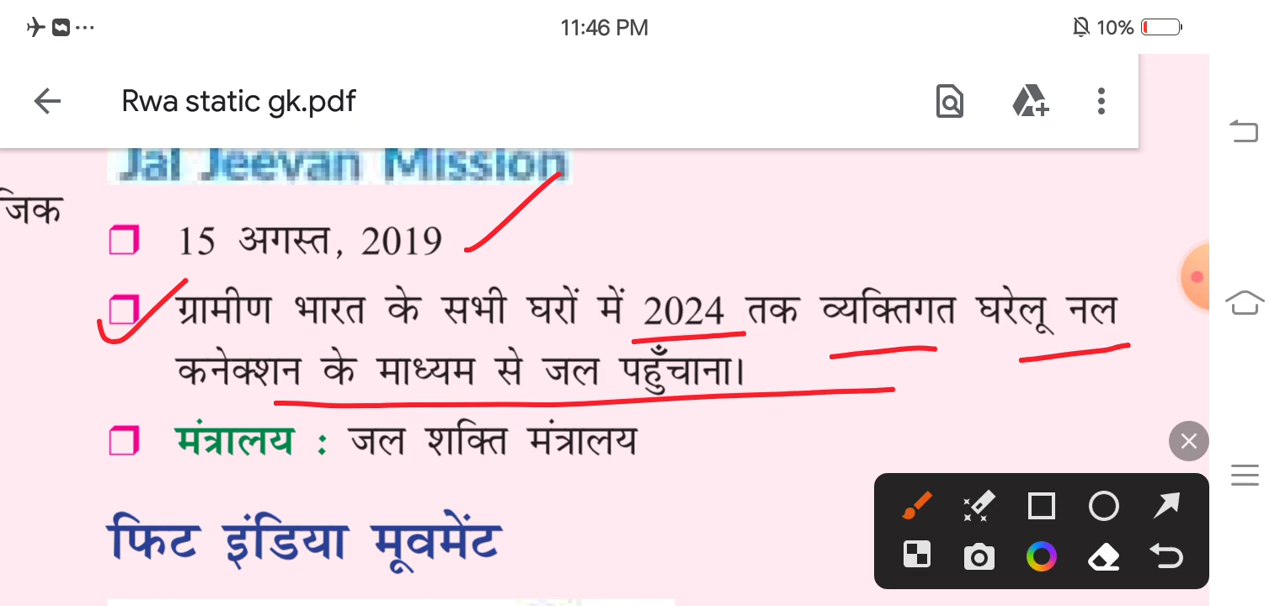 11:46 PM
10%
Rwa static gk.pdf
Jal Jeevan Mission
जिक
15 अगस्त, 2019
ग्रामीण भारत के सभी घरों में 2024 तक व्यक्तिगत घरेलू नल
कनेक्शन के माध्यम से जल पहुँचाना।
मंत्रालय : जल शक्ति मंत्रालय
फिट इंडिया मूवमेंट